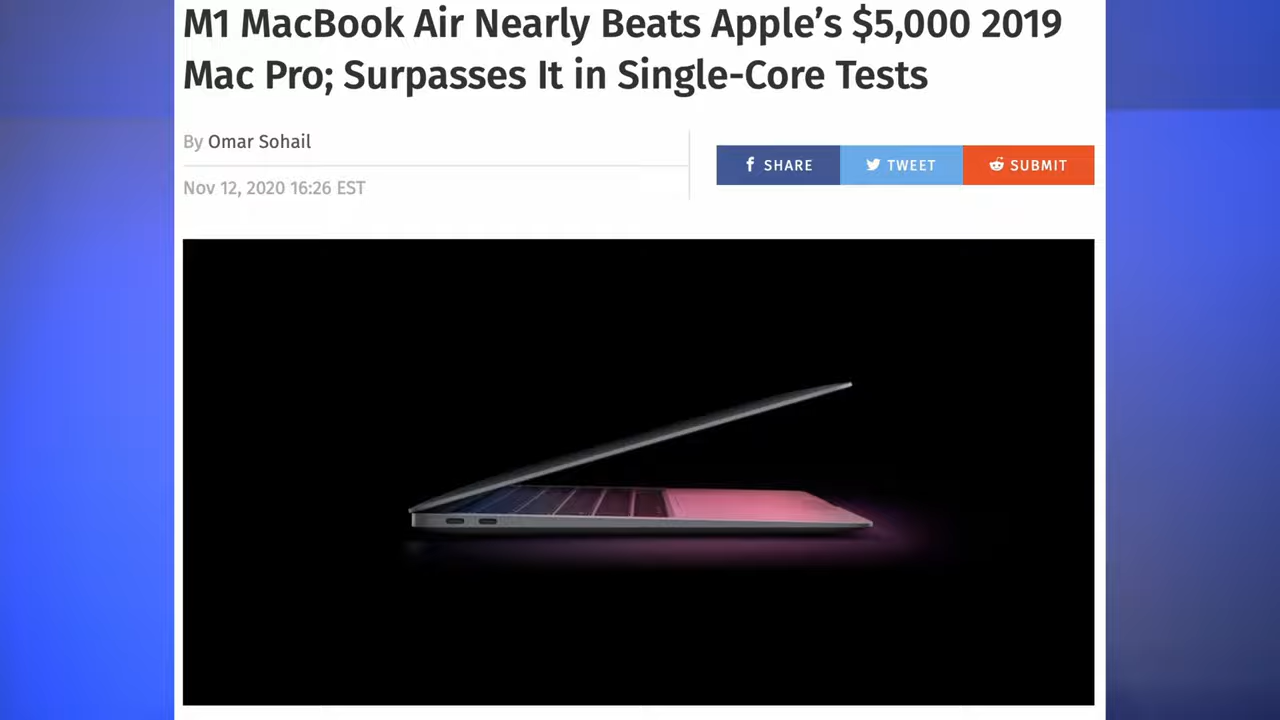 M1 MacBook Air Nearly Beats Apple’s $5,000 2019
Mac Pro; Surpasses It in Single-Core Tests
By Omar Sohail
Nov 12, 2020 16:26 EST
SHARE
TWEET
SUBMIT